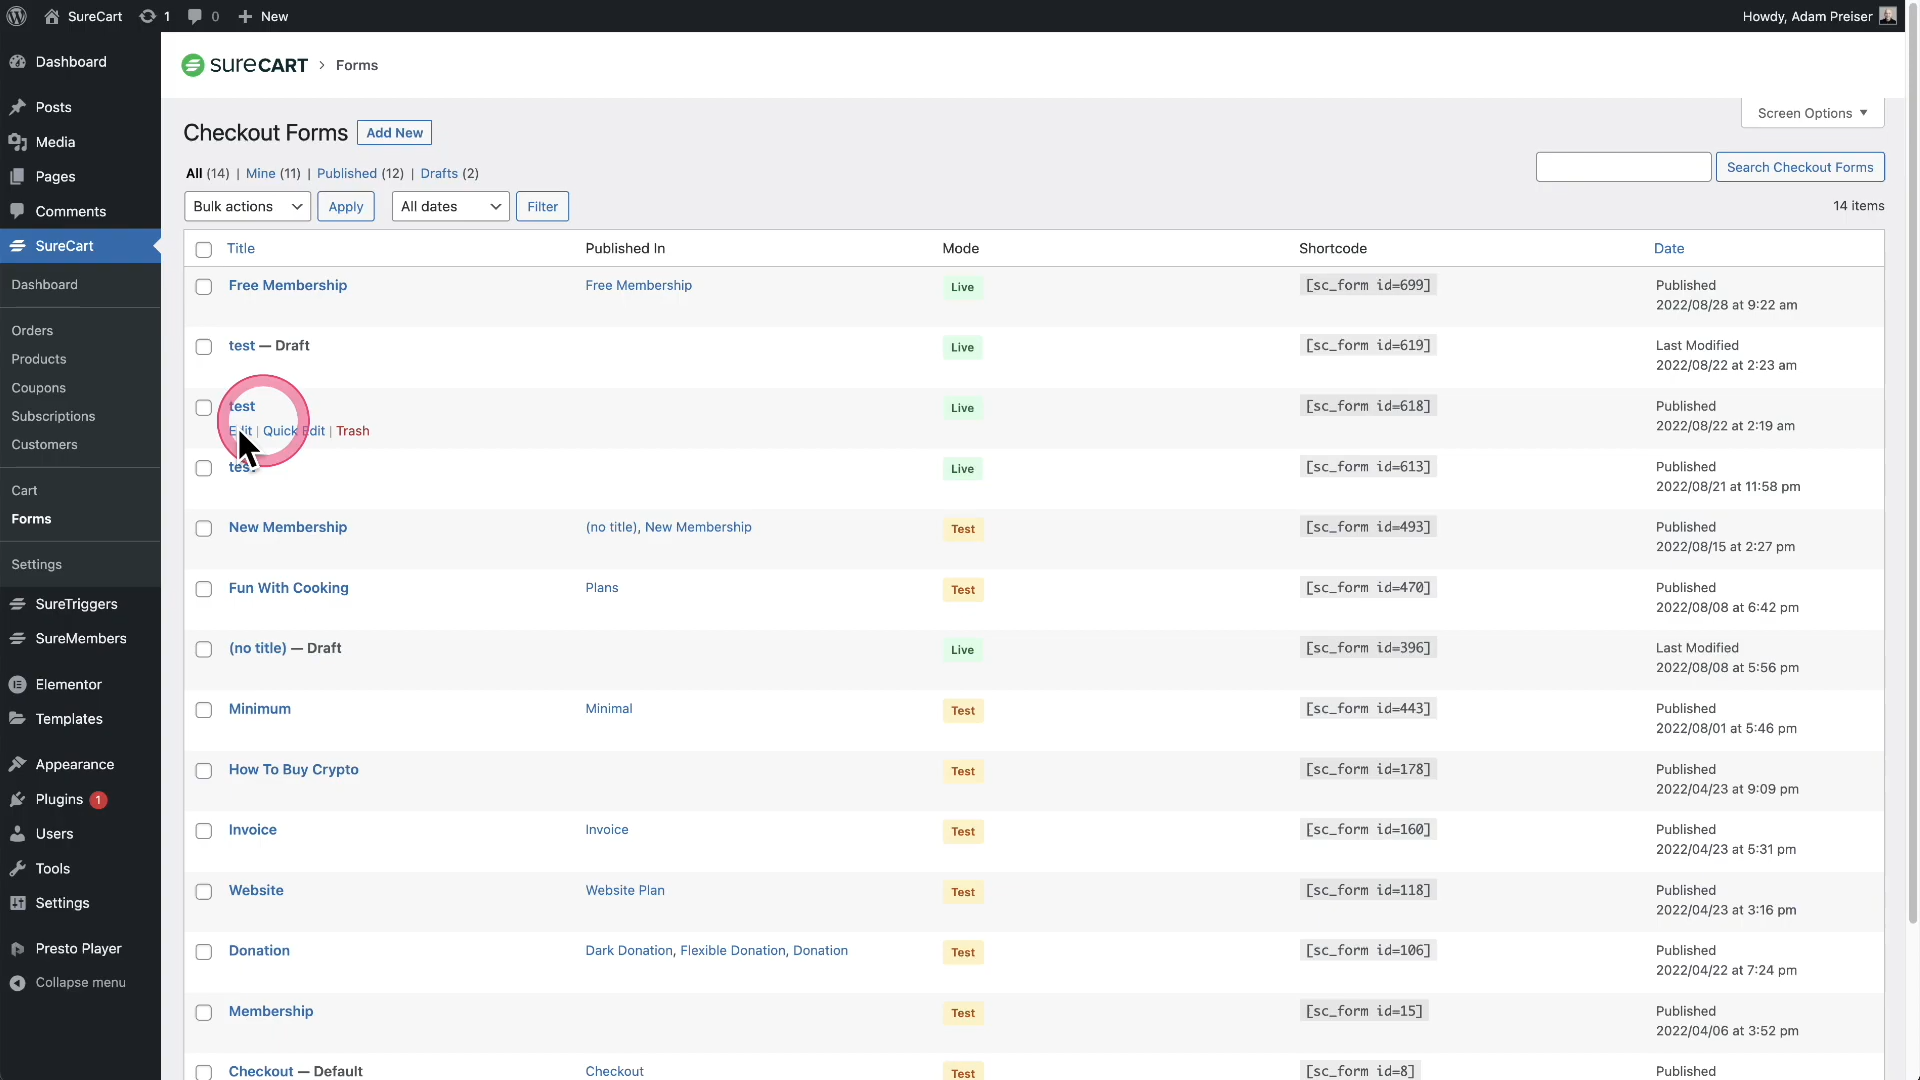 SureCart 1 0 New Howdy, Adam Preiser
Dashboard
Posts
Media
Pages
Comments
SureCart
Dashboard
Orders
Products
Coupons
Subscriptions
Customers
Cart
Forms
Settings
SureTriggers
SureMembers
Elementor
Templates
Appearance
Plugins 1
Users
Tools
Settings
Presto Player
Collapse menu
SURECART > Forms
Screen Options
Checkout Forms Add New
All (14) | Mine (11) | Published (12) | Drafts (2)
Search Checkout Forms
Bulk actions Apply All dates Filter 14 items
Title Published In Mode Shortcode Date
Free Membership Free Membership Live [sc_form id=699] Published
2022/08/28 at 9:22 am
test — Draft Live [sc_form id=619] Last Modified
2022/08/22 at 2:23 am
test Live [sc_form id=618] Published
Edit | Quick Edit | Trash 2022/08/22 at 2:19 am
test Live [sc_form id=613] Published
2022/08/21 at 11:58 pm
New Membership (no title), New Membership Test [sc_form id=493] Published
2022/08/15 at 2:27 pm
Fun With Cooking Plans Test [sc_form id=470] Published
2022/08/08 at 6:42 pm
(no title) — Draft Live [sc_form id=396] Last Modified
2022/08/08 at 5:56 pm
Minimum Minimal Test [sc_form id=443] Published
2022/08/01 at 5:46 pm
How To Buy Crypto Test [sc_form id=178] Published
2022/04/23 at 9:09 pm
Invoice Invoice Test [sc_form id=160] Published
2022/04/23 at 5:31 pm
Website Website Plan Test [sc_form id=118] Published
2022/04/23 at 3:16 pm
Donation Dark Donation, Flexible Donation, Donation Test [sc_form id=106] Published
2022/04/22 at 7:24 pm
Membership Test [sc_form id=15] Published
2022/04/06 at 3:52 pm
Checkout — Default Checkout Test [sc_form id=8] Published